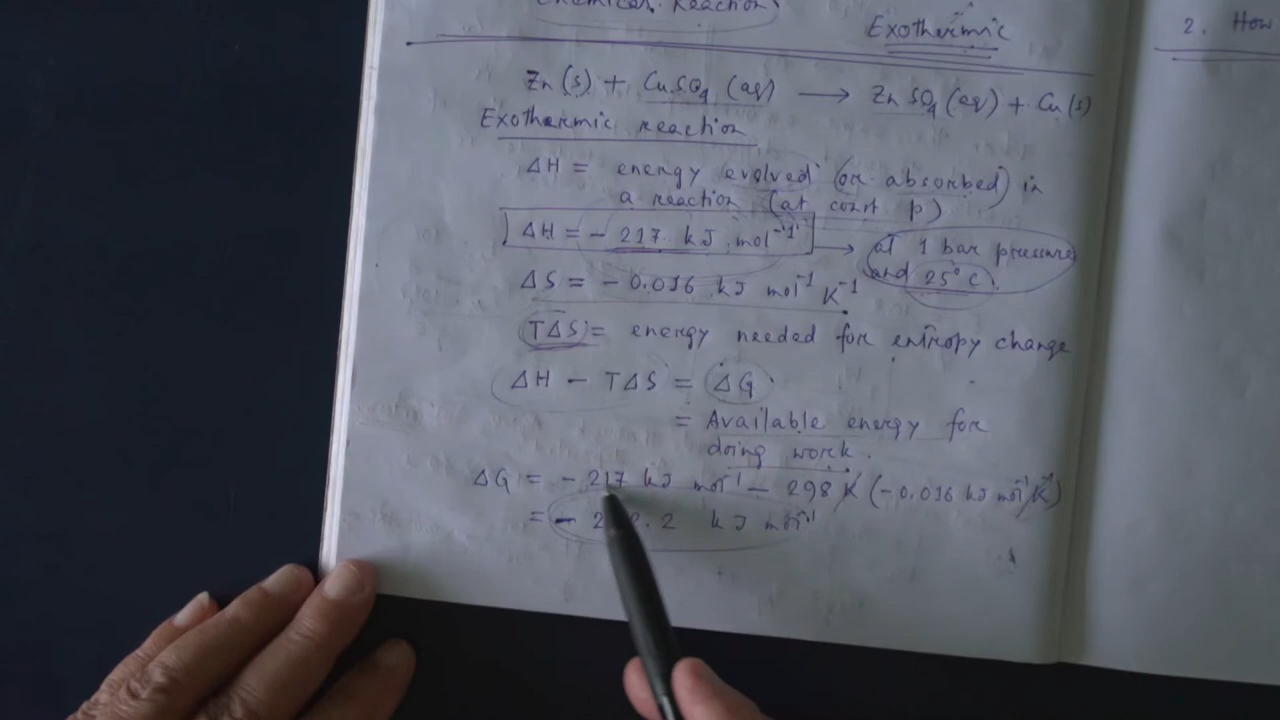 Chemical Reaction
Exothermic
2. How
Zn(s) + CuSO₄(aq) ⟶ ZnSO₄(aq) + Cu(s)
Exothermic reaction
ΔH = energy evolved (or absorbed) in
a reaction (at const p)
ΔH = - 217 kJ mol⁻¹ → at 1 bar pressure
and 25°C.
ΔS = - 0.016 kJ mol⁻¹ K⁻¹
TΔS = energy needed for entropy change
ΔH - TΔS = ΔG
= Available energy for
doing work.
ΔG = - 217 kJ mol⁻¹ - 298 K (-0.016 kJ mol⁻¹ K⁻¹)
= - kJ mol⁻¹